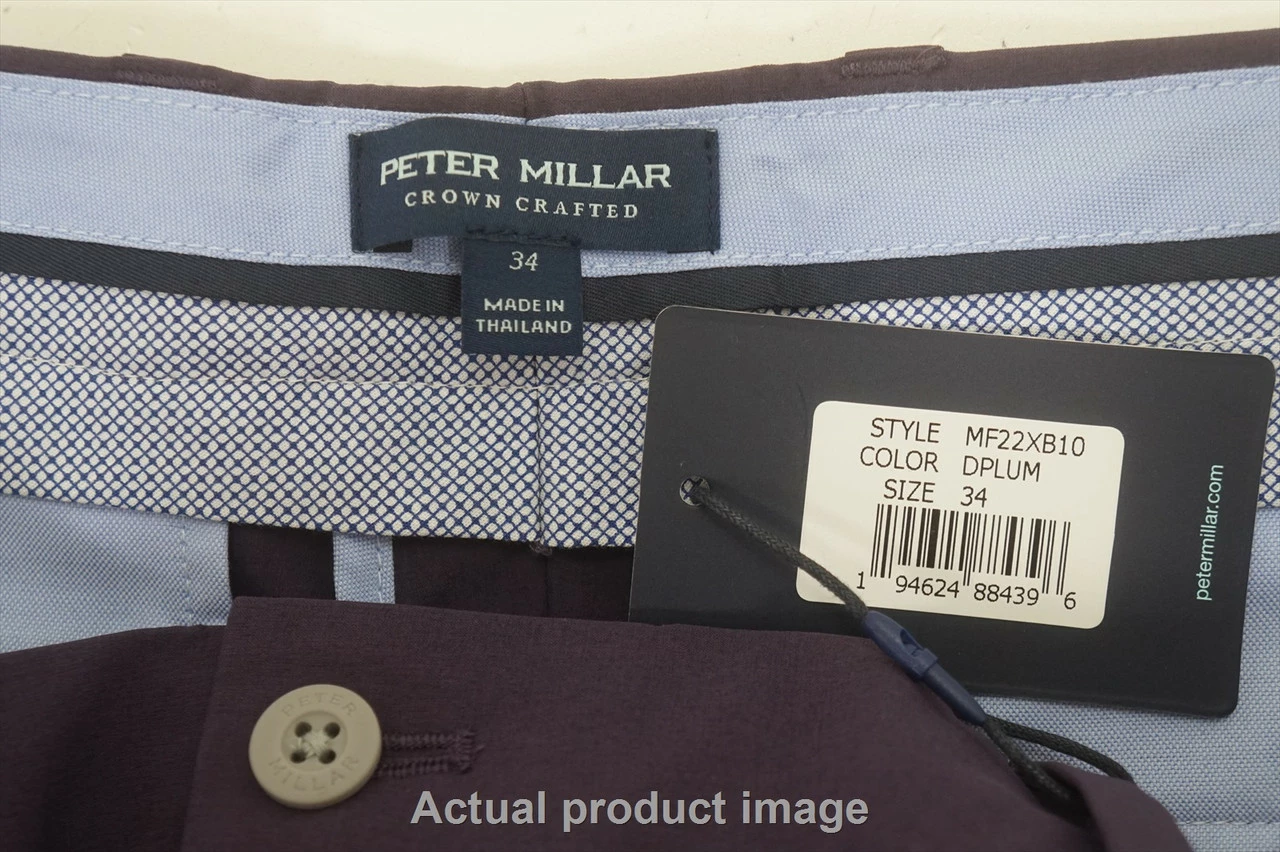 PETER MILLAR
CROWN CRAFTED
34
MADE IN
THAILAND
STYLE MF22XB10
COLOR DPLUM
SIZE 34
1 94624 88439 6
petermillar.com
PETER
MILLAR
Actual product image